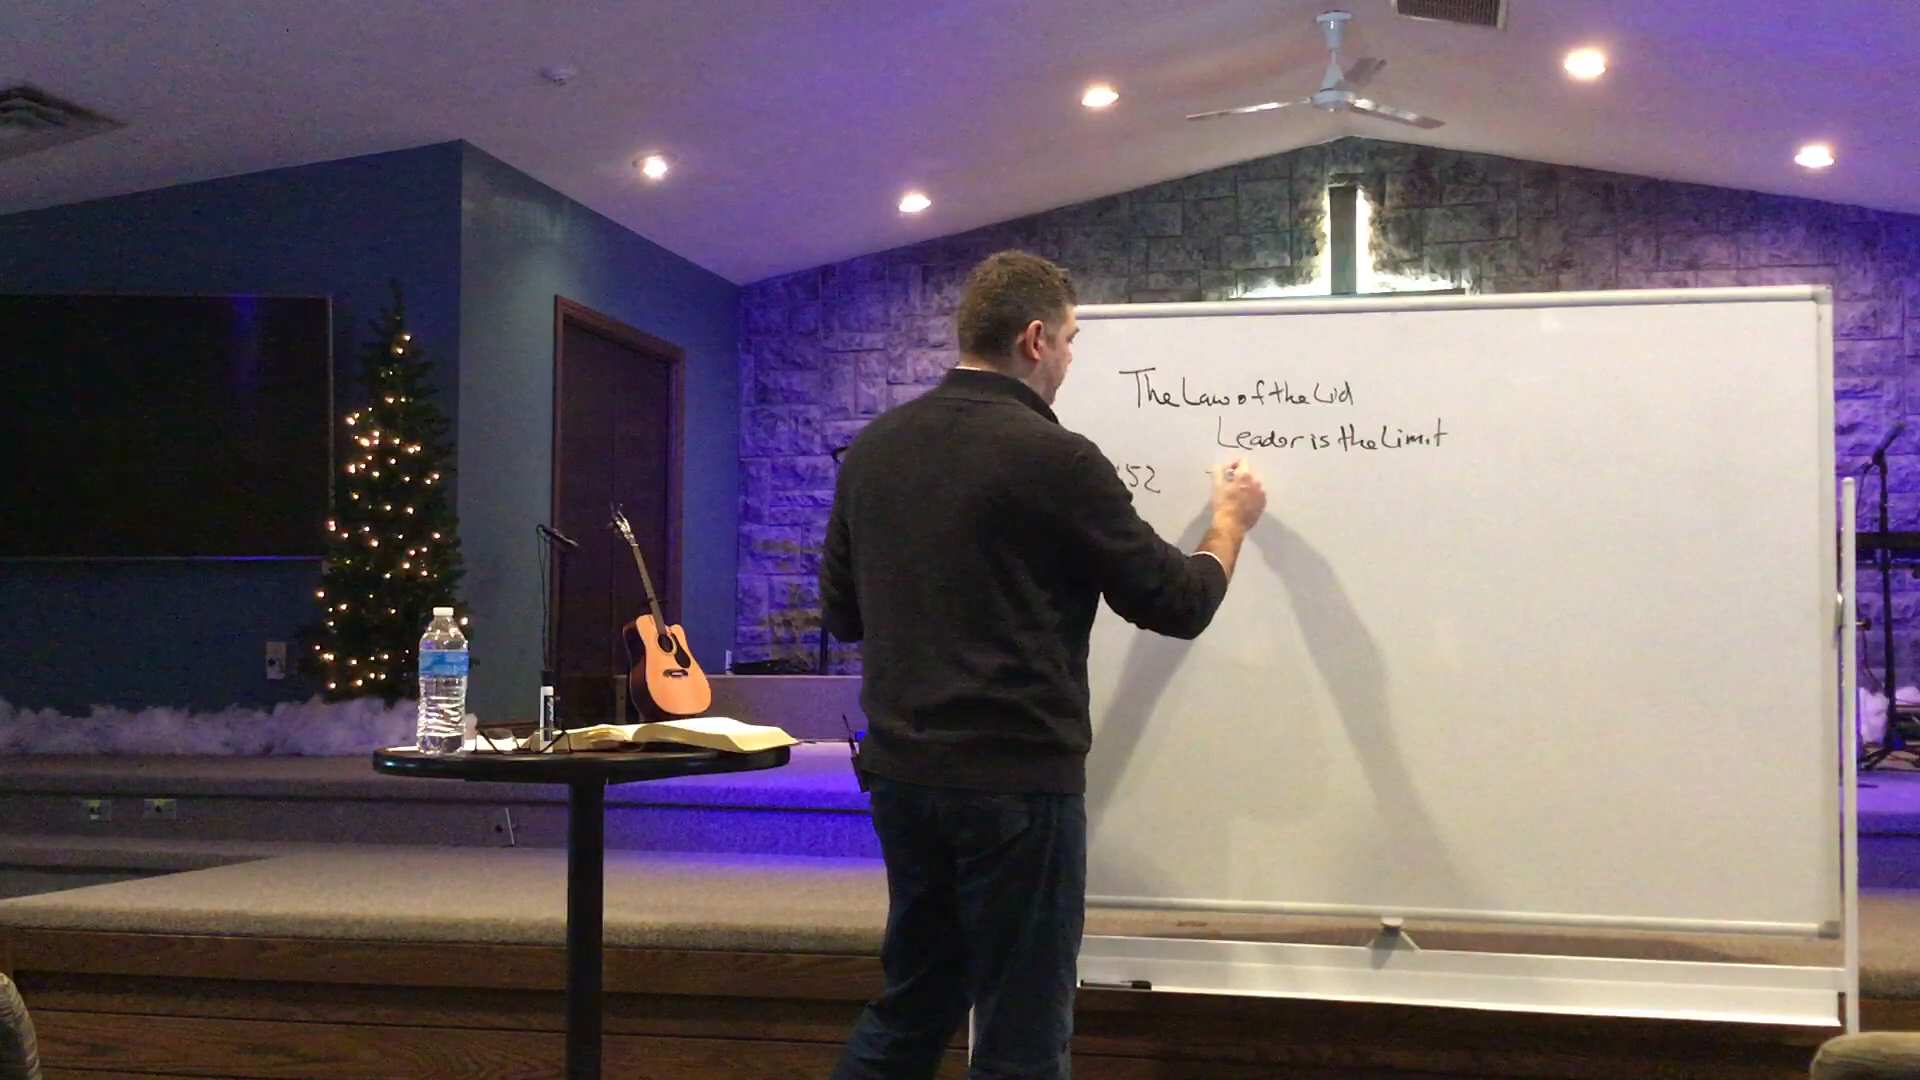 The Law of the Lid
Leader is the Limit
:52